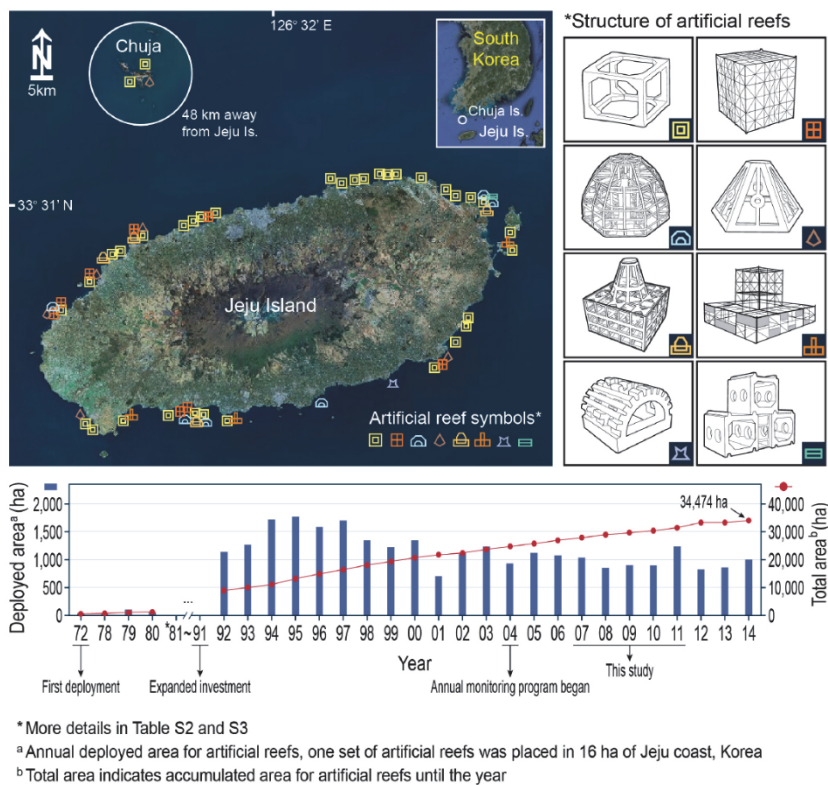 126° 32' E
N
5km
Chuja
48 km away
from Jeju Is.
South
Korea
Chuja Is.
Jeju Is.
33° 31' N
Jeju Island
Artificial reef symbols*
*Structure of artificial reefs
Deployed areaᵃ (ha)
2,000
1,500
1,000
500
0
34,474 ha
40,000
30,000
20,000
10,000
0
Total areaᵇ (ha)
...
72 78 79 80 *81 ~ 91 92 93 94 95 96 97 98 99 00 01 02 03 04 05 06 07 08 09 10 11 12 13 14
Year
First deployment
Expanded investment
Annual monitoring program began
This study
* More details in Table S2 and S3
ᵃ Annual deployed area for artificial reefs, one set of artificial reefs was placed in 16 ha of Jeju coast, Korea
ᵇ Total area indicates accumulated area for artificial reefs until the year